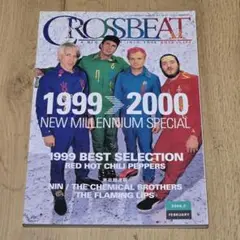 CROSSBEAT
1999 2000
NEW MILLENNIUM SPECIAL
1999 BEST SELECTION
RED HOT CHILI PEPPERS
NIN / THE CHEMICAL BROTHERS
THE FLAMING LIPS
FEBRUARY